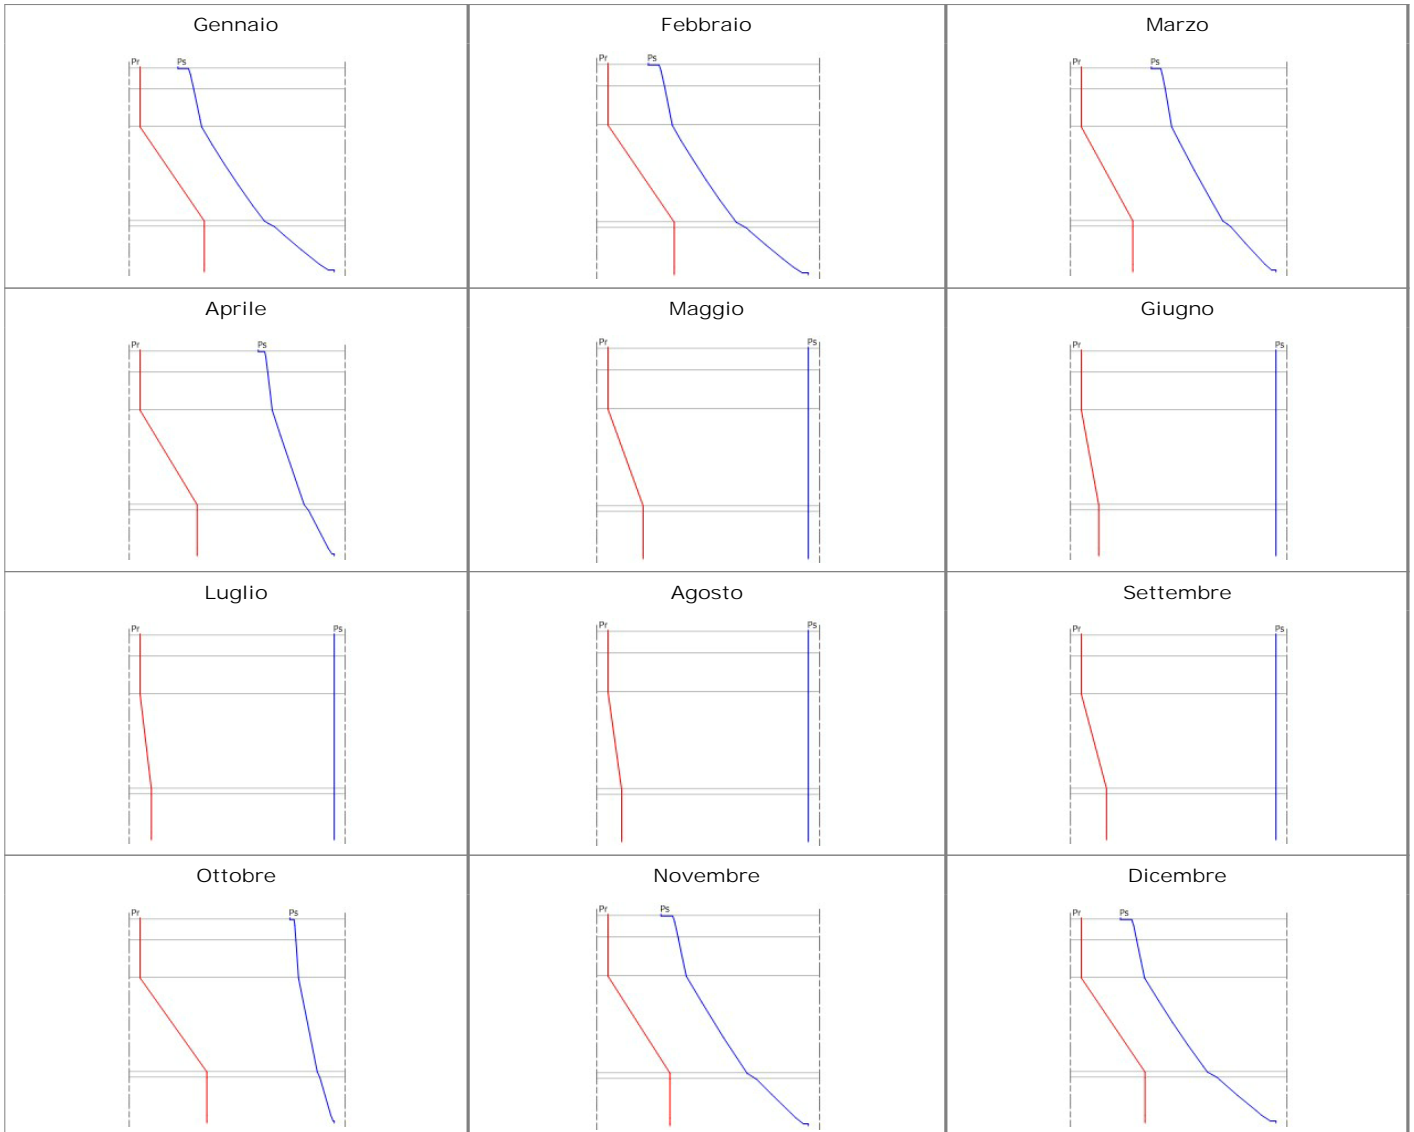 Gennaio Febbraio Marzo
Pr Ps Pr Ps Pr Ps
Aprile Maggio Giugno
Pr Ps Pr Ps Pr Ps
Luglio Agosto Settembre
Pr Ps Pr Ps Pr Ps
Ottobre Novembre Dicembre
Pr Ps Pr Ps Pr Ps